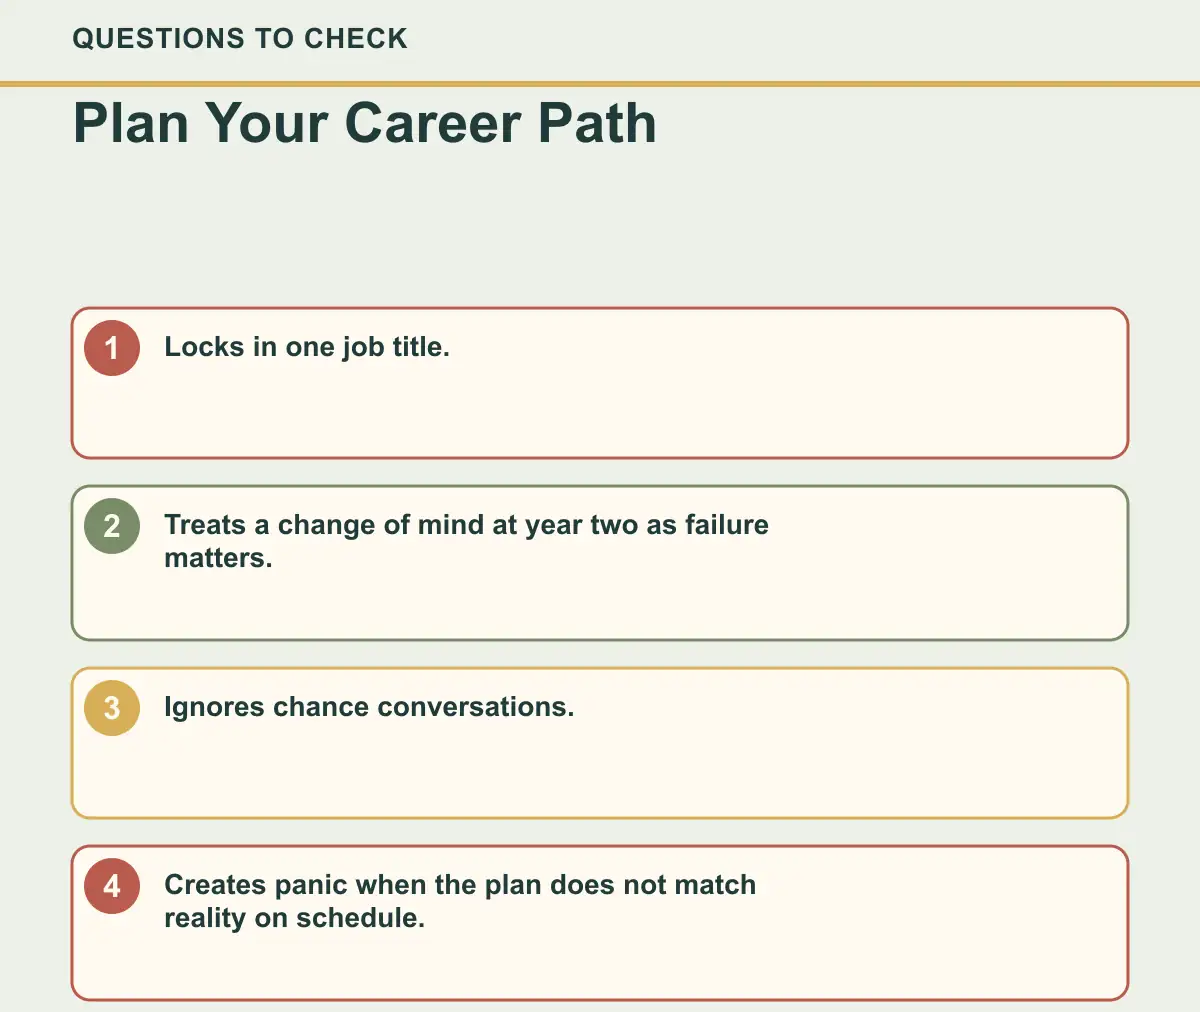 QUESTIONS TO CHECK
Plan Your Career Path
1
Locks in one job title.
2
Treats a change of mind at year two as failure
matters.
3
Ignores chance conversations.
4
Creates panic when the plan does not match
reality on schedule.